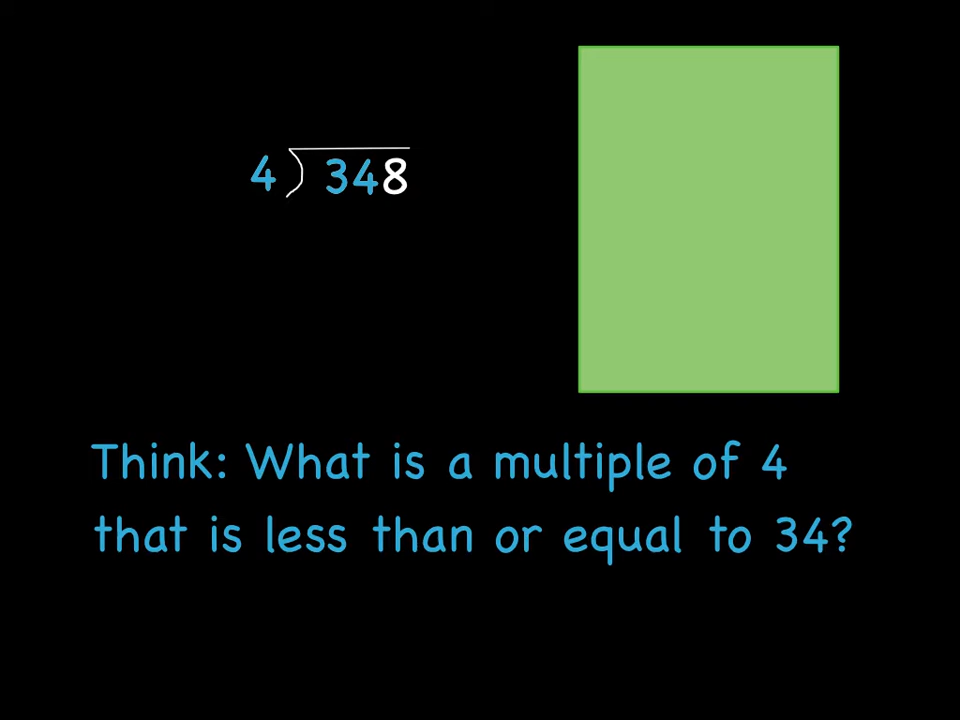 4 ) 348
Think: What is a multiple of 4
that is less than or equal to 34?